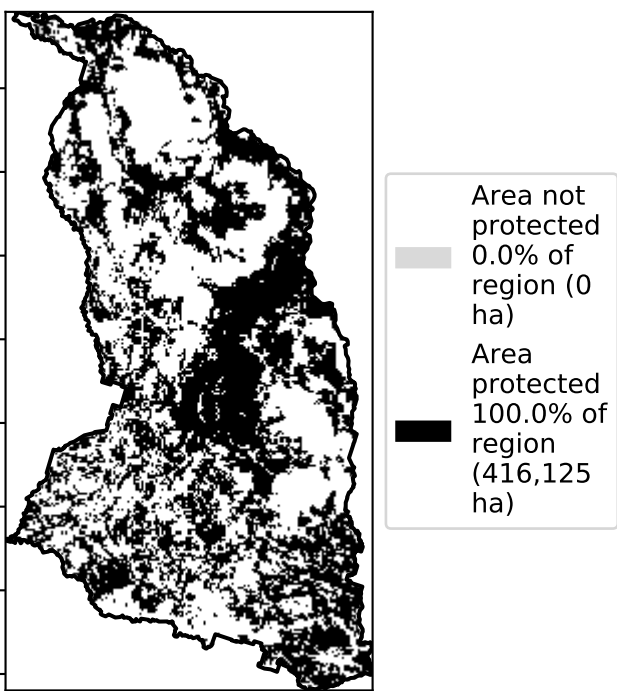 Area not
protected
0.0% of
region (0
ha)
Area
protected
100.0% of
region
(416,125
ha)